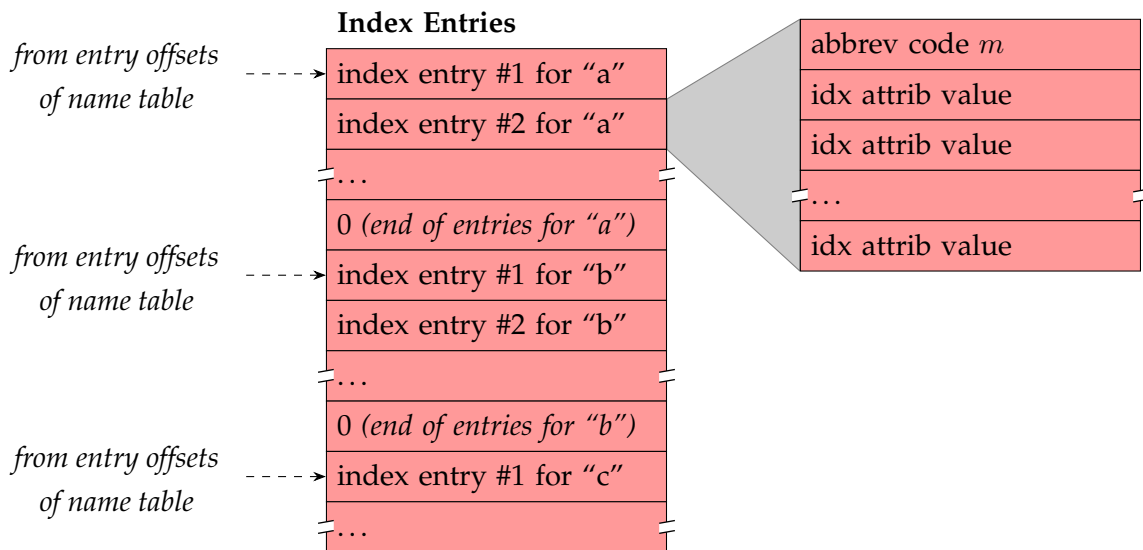 Index Entries
from entry offsets
of name table
index entry #1 for “a”
index entry #2 for “a”
...
0 (end of entries for “a”)
from entry offsets
of name table
index entry #1 for “b”
index entry #2 for “b”
...
0 (end of entries for “b”)
from entry offsets
of name table
index entry #1 for “c”
...
abbrev code m
idx attrib value
idx attrib value
...
idx attrib value